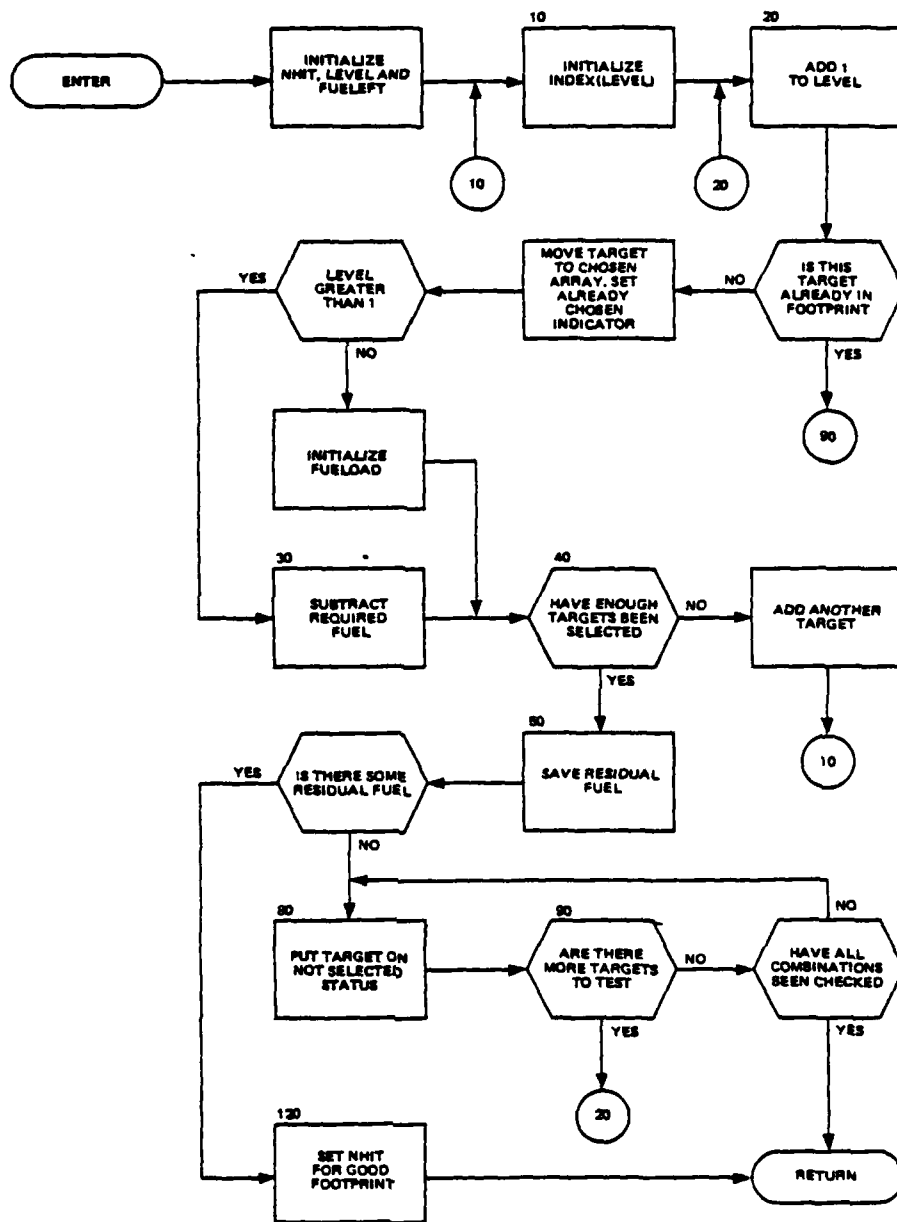 ENTER
INITIALIZE
NHIT, LEVEL AND
FUELEFT
10
INITIALIZE
INDEX(LEVEL)
20
ADD 1
TO LEVEL
10
20
YES
LEVEL
GREATER
THAN 1
NO
MOVE TARGET
TO CHOSEN
ARRAY. SET
ALREADY
CHOSEN
INDICATOR
NO
IS THIS
TARGET
ALREADY IN
FOOTPRINT
YES
90
INITIALIZE
FUELOAD
30
SUBTRACT
REQUIRED
FUEL
40
HAVE ENOUGH
TARGETS BEEN
SELECTED
NO
ADD ANOTHER
TARGET
YES
10
YES
IS THERE SOME
RESIDUAL FUEL
NO
SAVE RESIDUAL
FUEL
NO
80
PUT TARGET ON
NOT SELECTED
STATUS
90
ARE THERE
MORE TARGETS
TO TEST
NO
HAVE ALL
COMBINATIONS
BEEN CHECKED
YES
YES
20
120
SET NHIT
FOR GOOD
FOOTPRINT
RETURN